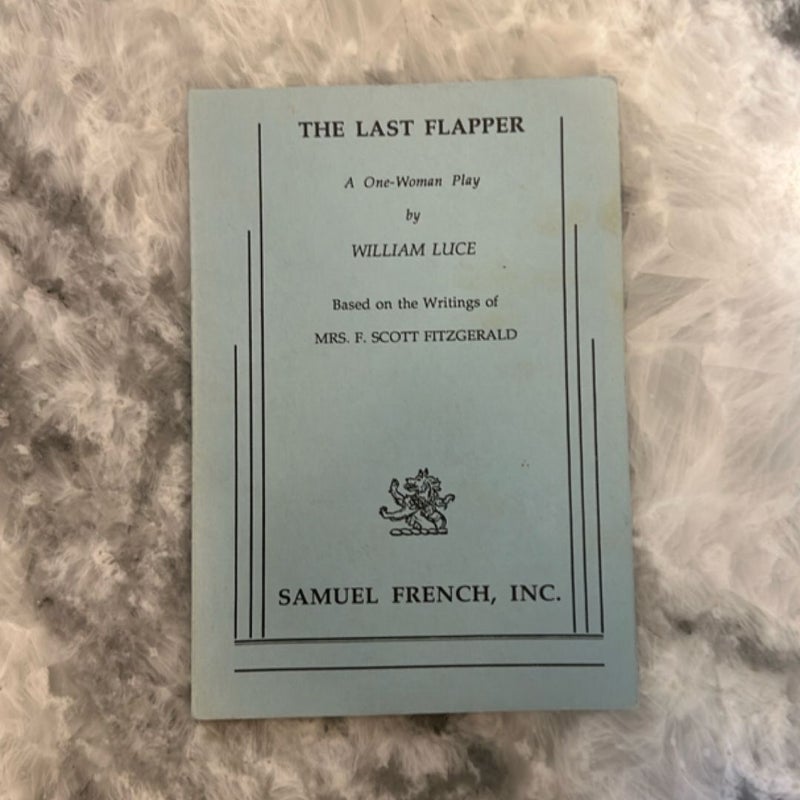 THE LAST FLAPPER
A One-Woman Play
by
WILLIAM LUCE
Based on the Writings of
MRS. F. SCOTT FITZGERALD
SAMUEL FRENCH, INC.